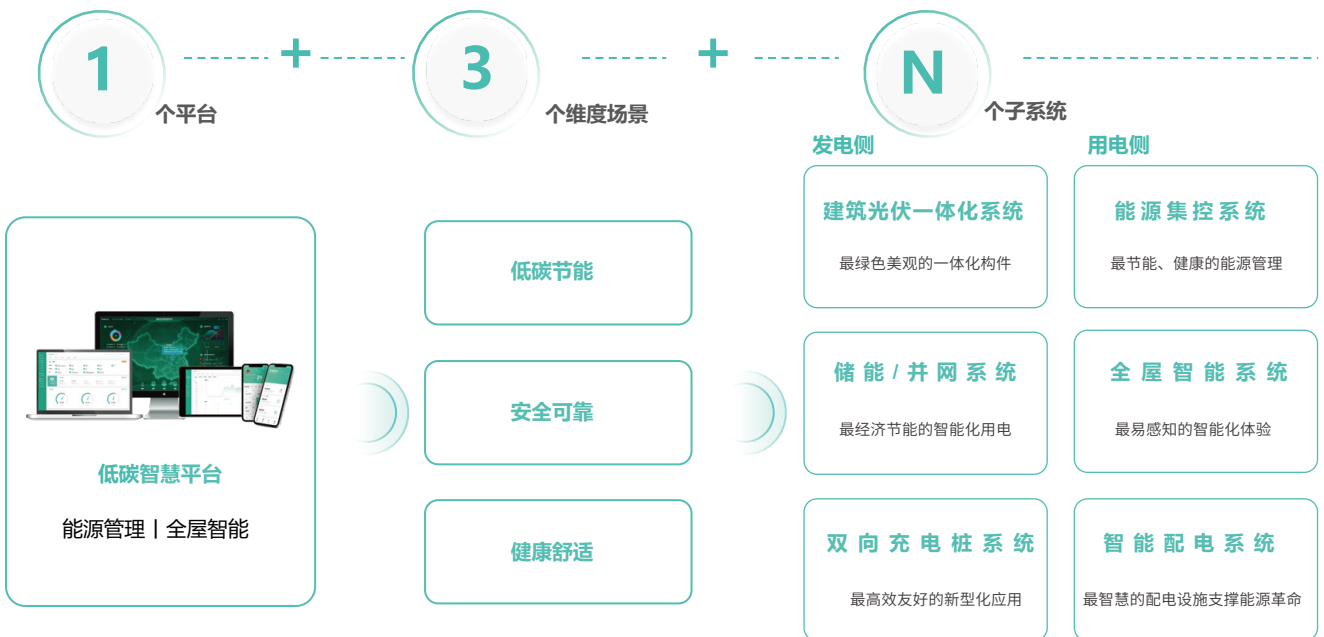 1
个平台
+
3
个维度场景
+
N
个子系统
低碳智慧平台
能源管理丨全屋智能
低碳节能
安全可靠
健康舒适
发电侧
建筑光伏一体化系统
最绿色美观的一体化构件
储能/并网系统
最经济节能的智能化用电
双向充电桩系统
最高效友好的新型化应用
用电侧
能源集控系统
最节能、健康的能源管理
全屋智能系统
最易感知的智能化体验
智能配电系统
最智慧的配电设施支撑能源革命